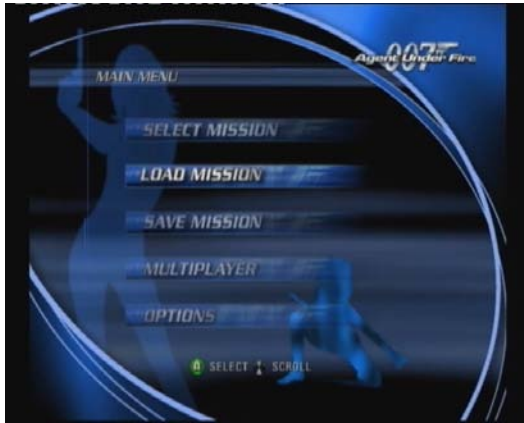 007
Agent Under Fire
MAIN MENU
SELECT MISSION
LOAD MISSION
SAVE MISSION
MULTIPLAYER
OPTIONS
A SELECT SCROLL